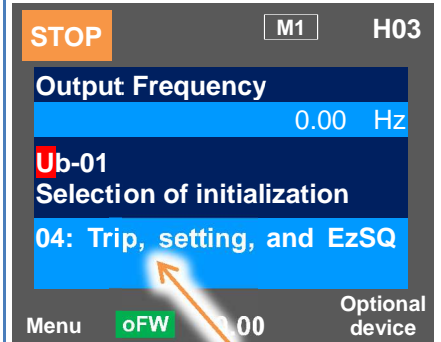 STOP M1 H03
Output Frequency
0.00 Hz
Ub-01
Selection of initialization
04: Trip, setting, and EzSQ
Optional
Menu oFW .00 device